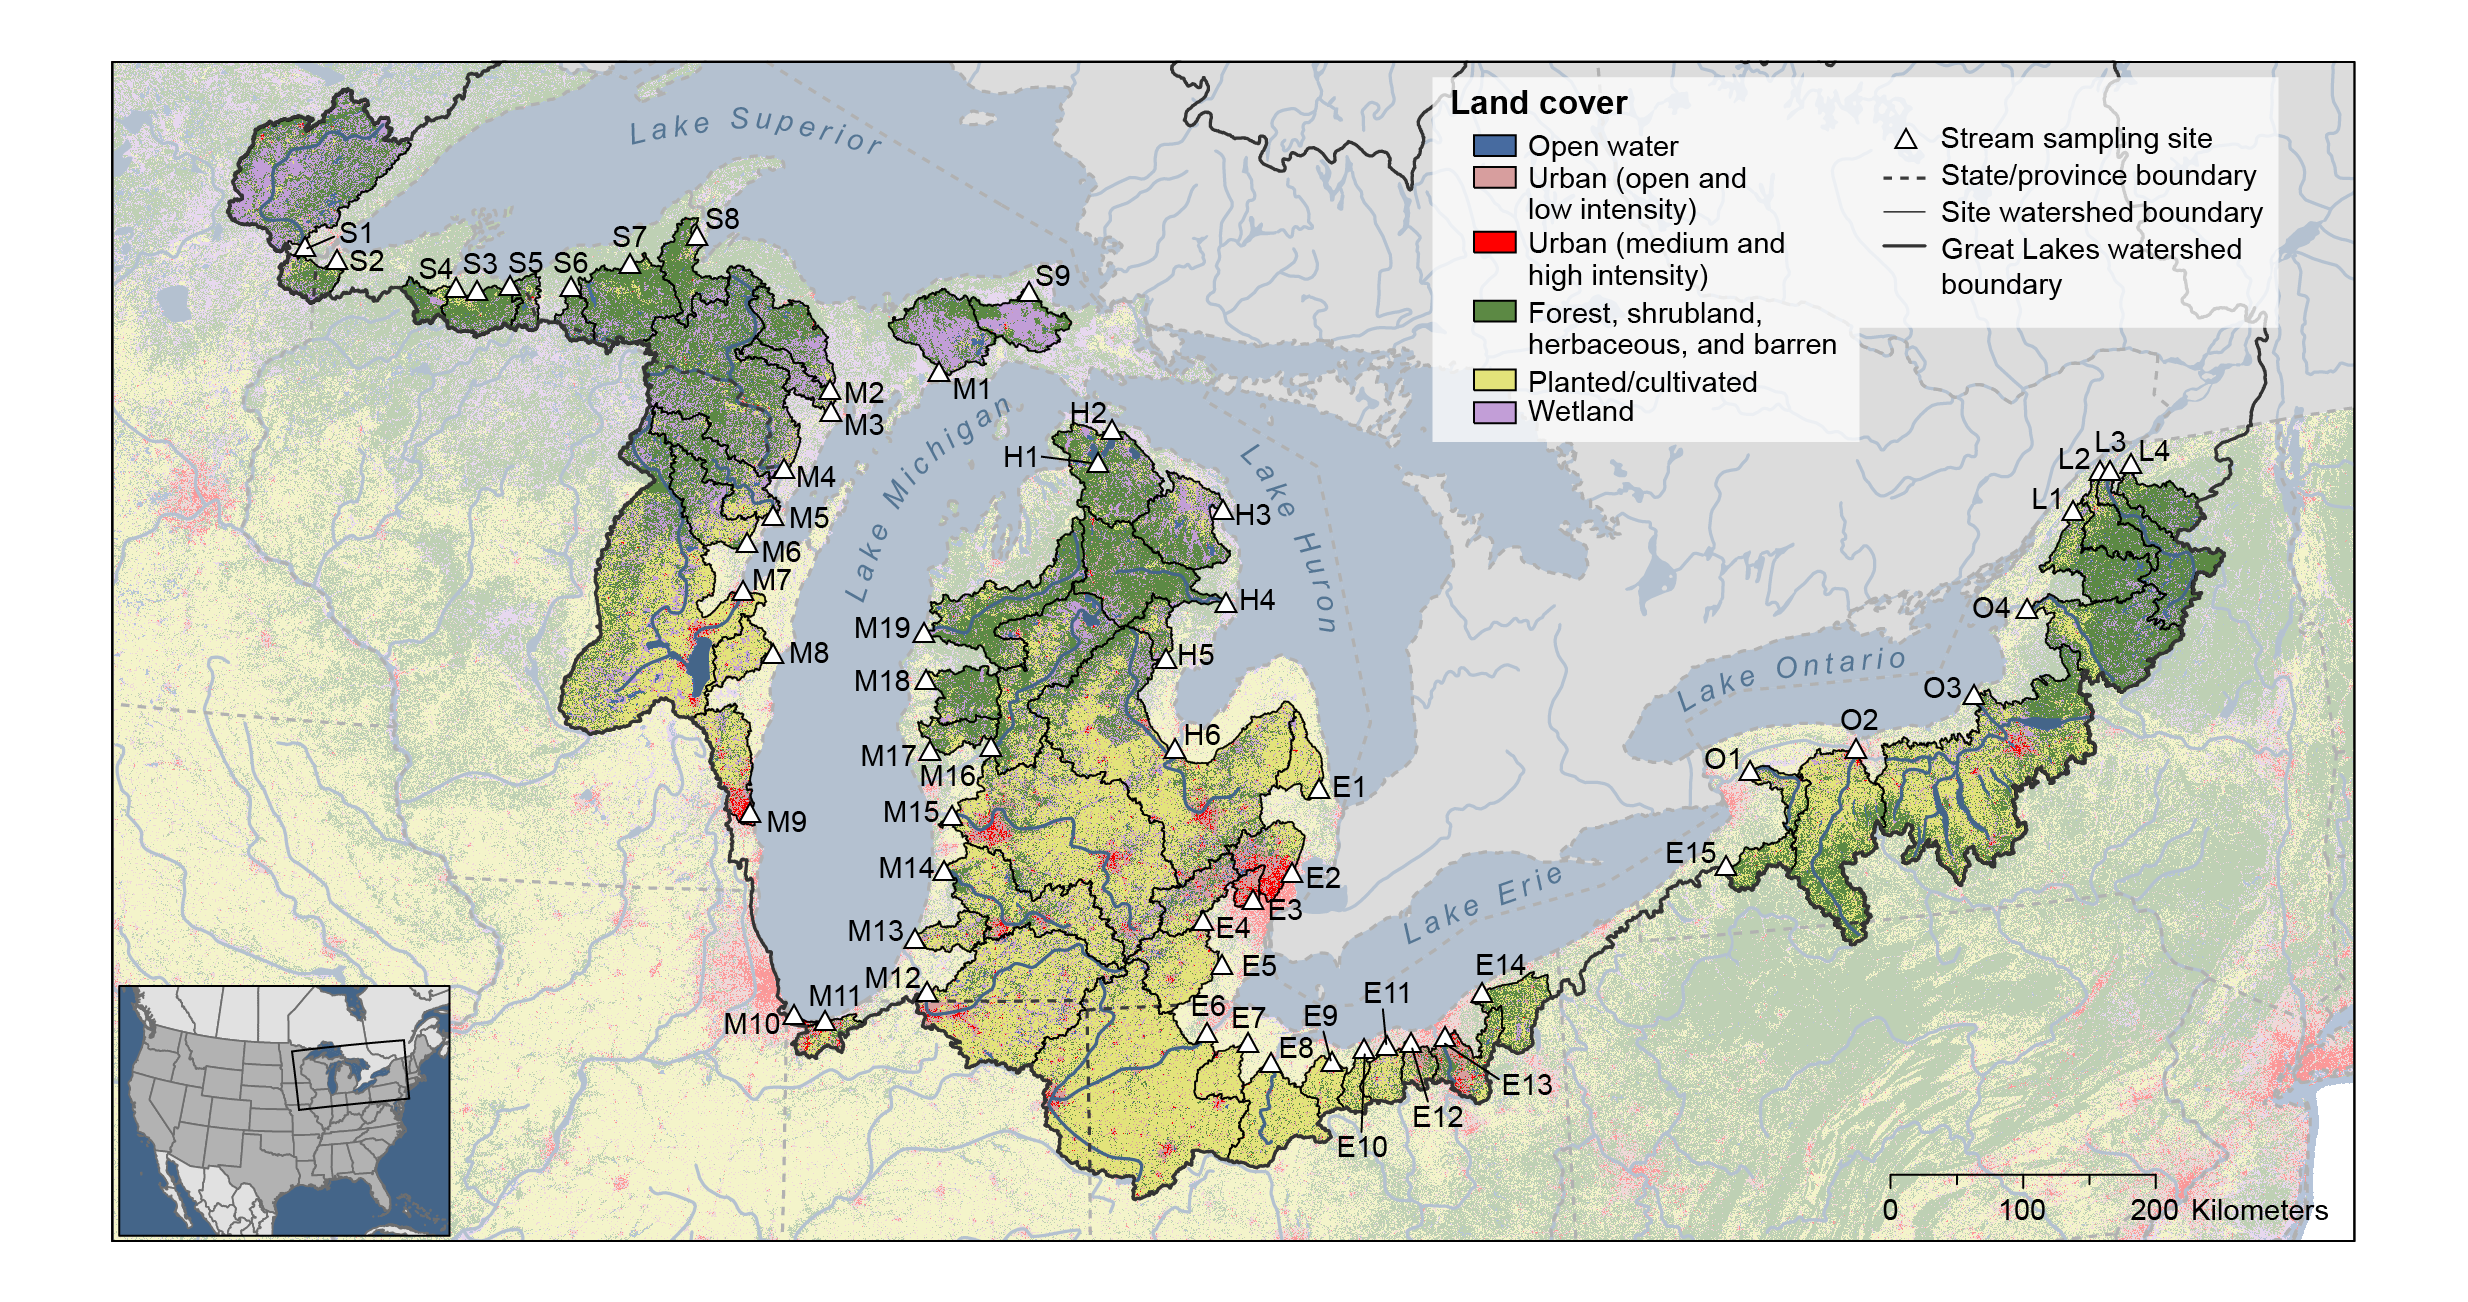 Land cover
Open water
Urban (open and
low intensity)
Urban (medium and
high intensity)
Forest, shrubland,
herbaceous, and barren
Planted/cultivated
Wetland
Stream sampling site
State/province boundary
Site watershed boundary
Great Lakes watershed
boundary
Lake Superior
Lake Michigan
Lake Huron
Lake Erie
Lake Ontario
S1
S2
S4
S3
S5
S6
S7
S8
S9
M1
M2
M3
M4
M5
M6
M7
M8
M9
M10
M11
M12
M13
M14
M15
M16
M17
M18
M19
H1
H2
H3
H4
H5
H6
E1
E2
E3
E4
E5
E6
E7
E8
E9
E10
E11
E12
E13
E14
E15
O1
O2
O3
O4
L1
L2
L3
L4
0 100 200 Kilometers